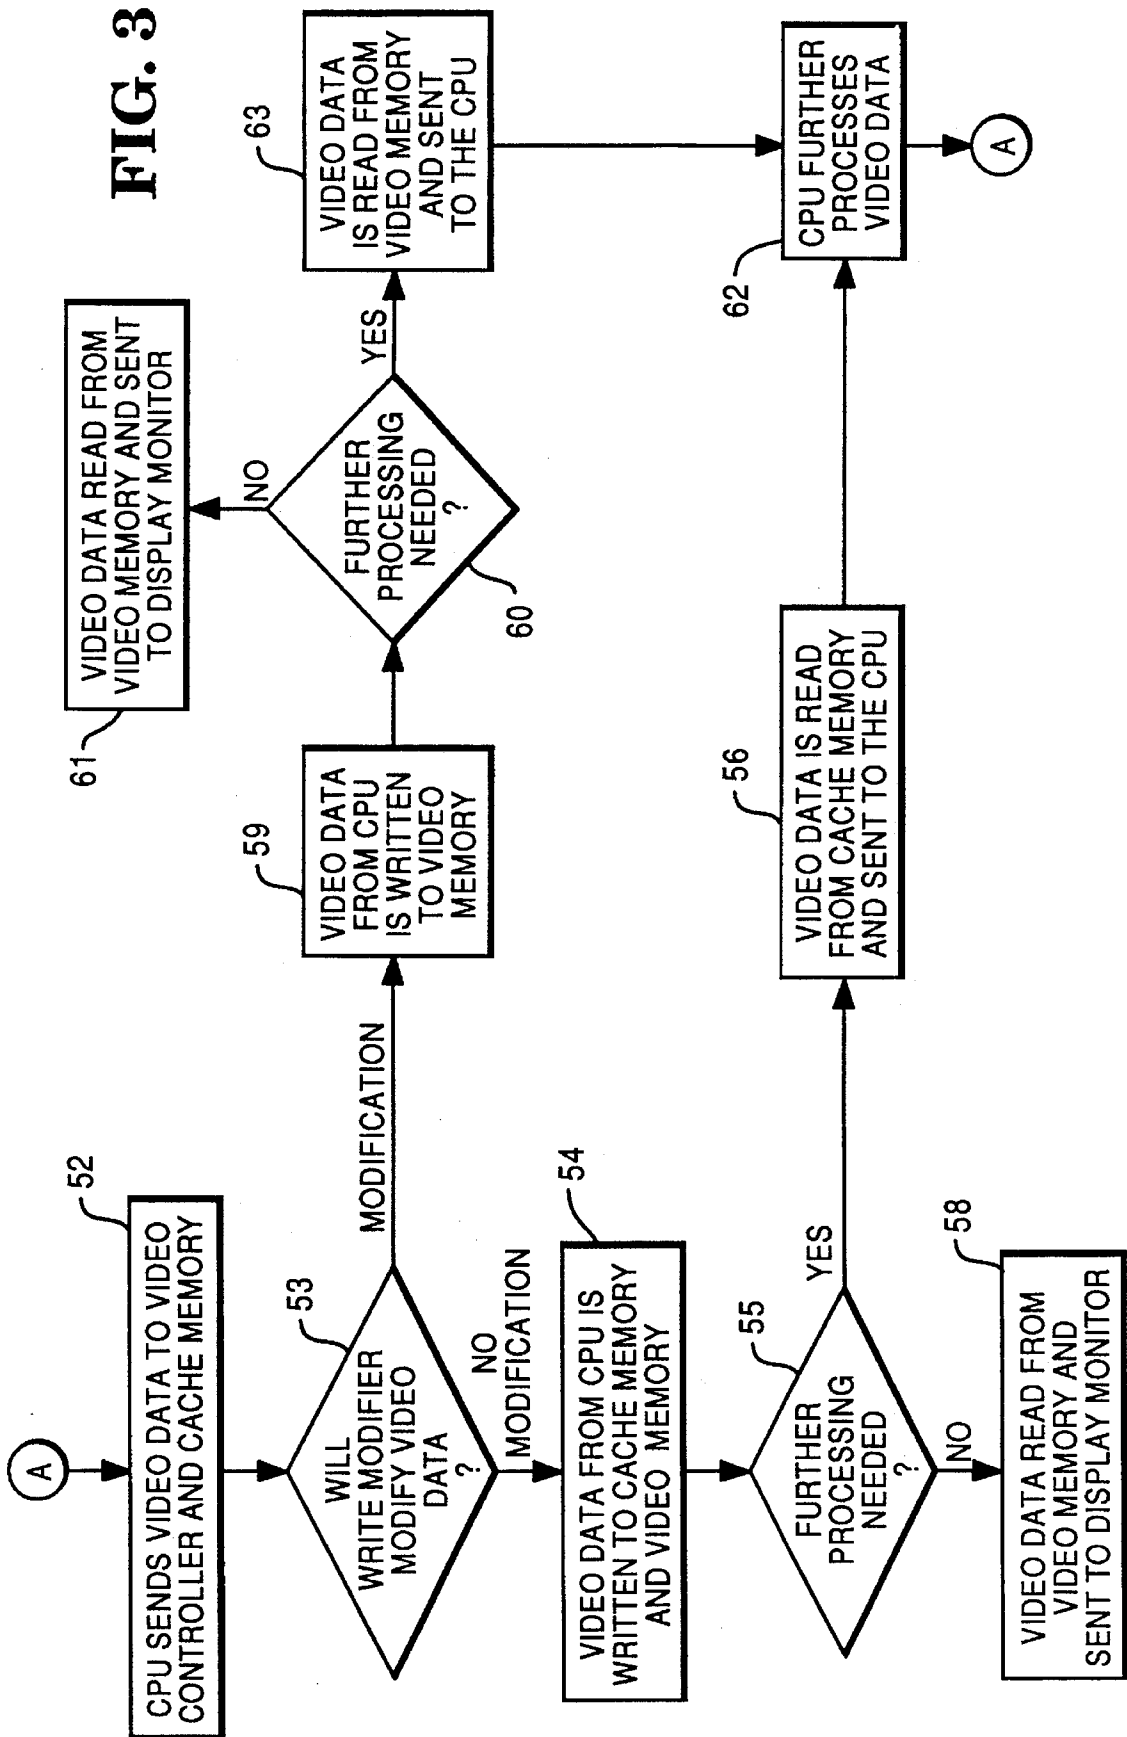 FIG. 3
A
52
CPU SENDS VIDEO DATA TO VIDEO
CONTROLLER AND CACHE MEMORY
53
WILL
WRITE MODIFIER
MODIFY VIDEO
DATA
?
MODIFICATION
NO
MODIFICATION
54
VIDEO DATA FROM CPU IS
WRITTEN TO CACHE MEMORY
AND VIDEO MEMORY
55
FURTHER
PROCESSING
NEEDED
?
YES
NO
58
VIDEO DATA READ FROM
VIDEO MEMORY AND
SENT TO DISPLAY MONITOR
56
VIDEO DATA IS READ
FROM CACHE MEMORY
AND SENT TO THE CPU
59
VIDEO DATA
FROM CPU
IS WRITTEN
TO VIDEO
MEMORY
60
FURTHER
PROCESSING
NEEDED
?
NO
YES
61
VIDEO DATA READ FROM
VIDEO MEMORY AND SENT
TO DISPLAY MONITOR
63
VIDEO DATA
IS READ FROM
VIDEO MEMORY
AND SENT
TO THE CPU
62
CPU FURTHER
PROCESSES
VIDEO DATA
A